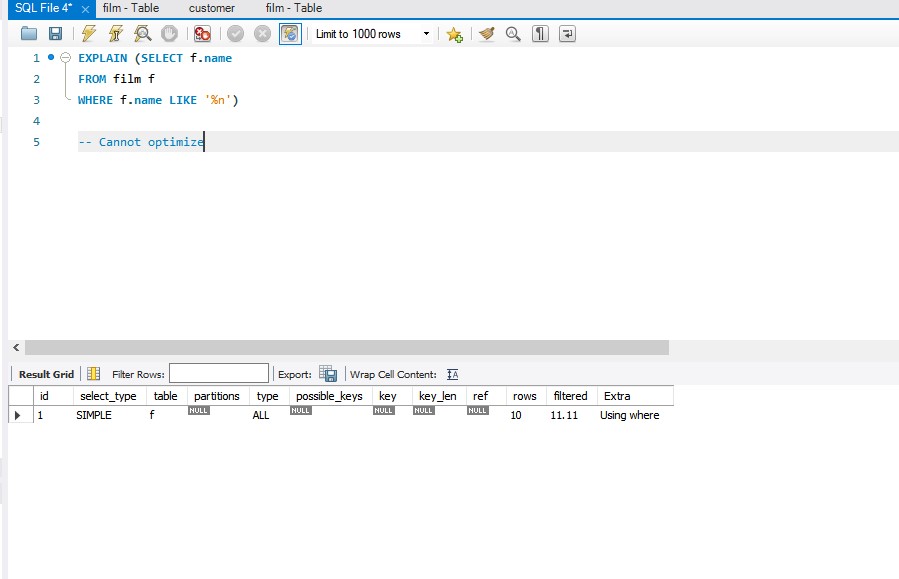 SQL File 4* film - Table customer film - Table
Limit to 1000 rows
1 EXPLAIN (SELECT f.name
2 FROM film f
3 WHERE f.name LIKE '%n')
4
5 -- Cannot optimize
Result Grid Filter Rows: Export: Wrap Cell Content:
id select_type table partitions type possible_keys key key_len ref rows filtered Extra
1 SIMPLE f NULL ALL NULL NULL NULL NULL 10 11.11 Using where